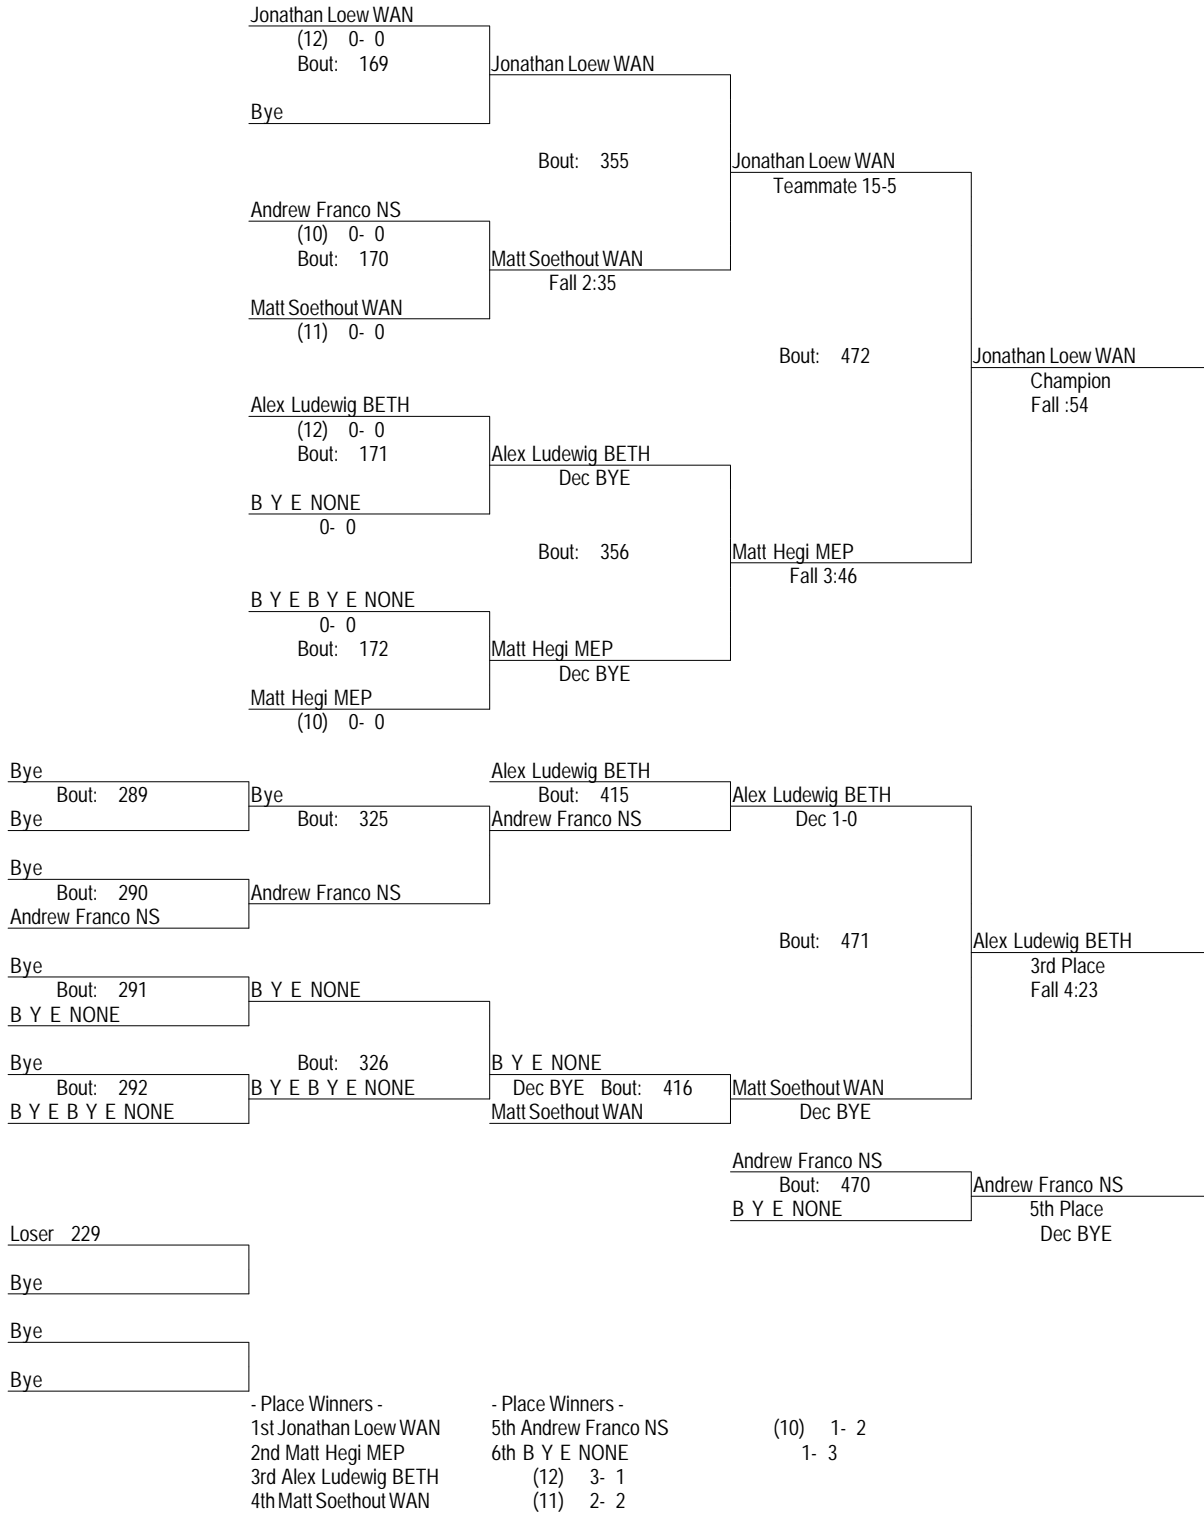 Jonathan Loew WAN
(12) 0- 0
Bout: 169
Jonathan Loew WAN
Bye
Bout: 355
Jonathan Loew WAN
Teammate 15-5
Andrew Franco NS
(10) 0- 0
Bout: 170
Matt Soethout WAN
Fall 2:35
Matt Soethout WAN
(11) 0- 0
Bout: 472
Jonathan Loew WAN
Champion
Fall :54
Alex Ludewig BETH
(12) 0- 0
Bout: 171
Alex Ludewig BETH
Dec BYE
B Y E NONE
0- 0
Bout: 356
Matt Hegi MEP
Fall 3:46
B Y E B Y E NONE
0- 0
Bout: 172
Matt Hegi MEP
Dec BYE
Matt Hegi MEP
(10) 0- 0
Bye
Bout: 289
Bye
Bye
Bout: 325
Alex Ludewig BETH
Bout: 415
Andrew Franco NS
Alex Ludewig BETH
Dec 1-0
Bye
Bout: 290
Andrew Franco NS
Andrew Franco NS
Bout: 471
Alex Ludewig BETH
3rd Place
Fall 4:23
Bye
Bout: 291
B Y E NONE
B Y E NONE
Bye
Bout: 292
B Y E B Y E NONE
Bout: 326
B Y E B Y E NONE
B Y E NONE
Dec BYE Bout: 416
Matt Soethout WAN
Matt Soethout WAN
Dec BYE
Andrew Franco NS
Bout: 470
B Y E NONE
Andrew Franco NS
5th Place
Dec BYE
Loser 229
Bye
Bye
Bye
- Place Winners - - Place Winners -
1st Jonathan Loew WAN 5th Andrew Franco NS (10) 1- 2
2nd Matt Hegi MEP 6th B Y E NONE 1- 3
3rd Alex Ludewig BETH (12) 3- 1
4th Matt Soethout WAN (11) 2- 2